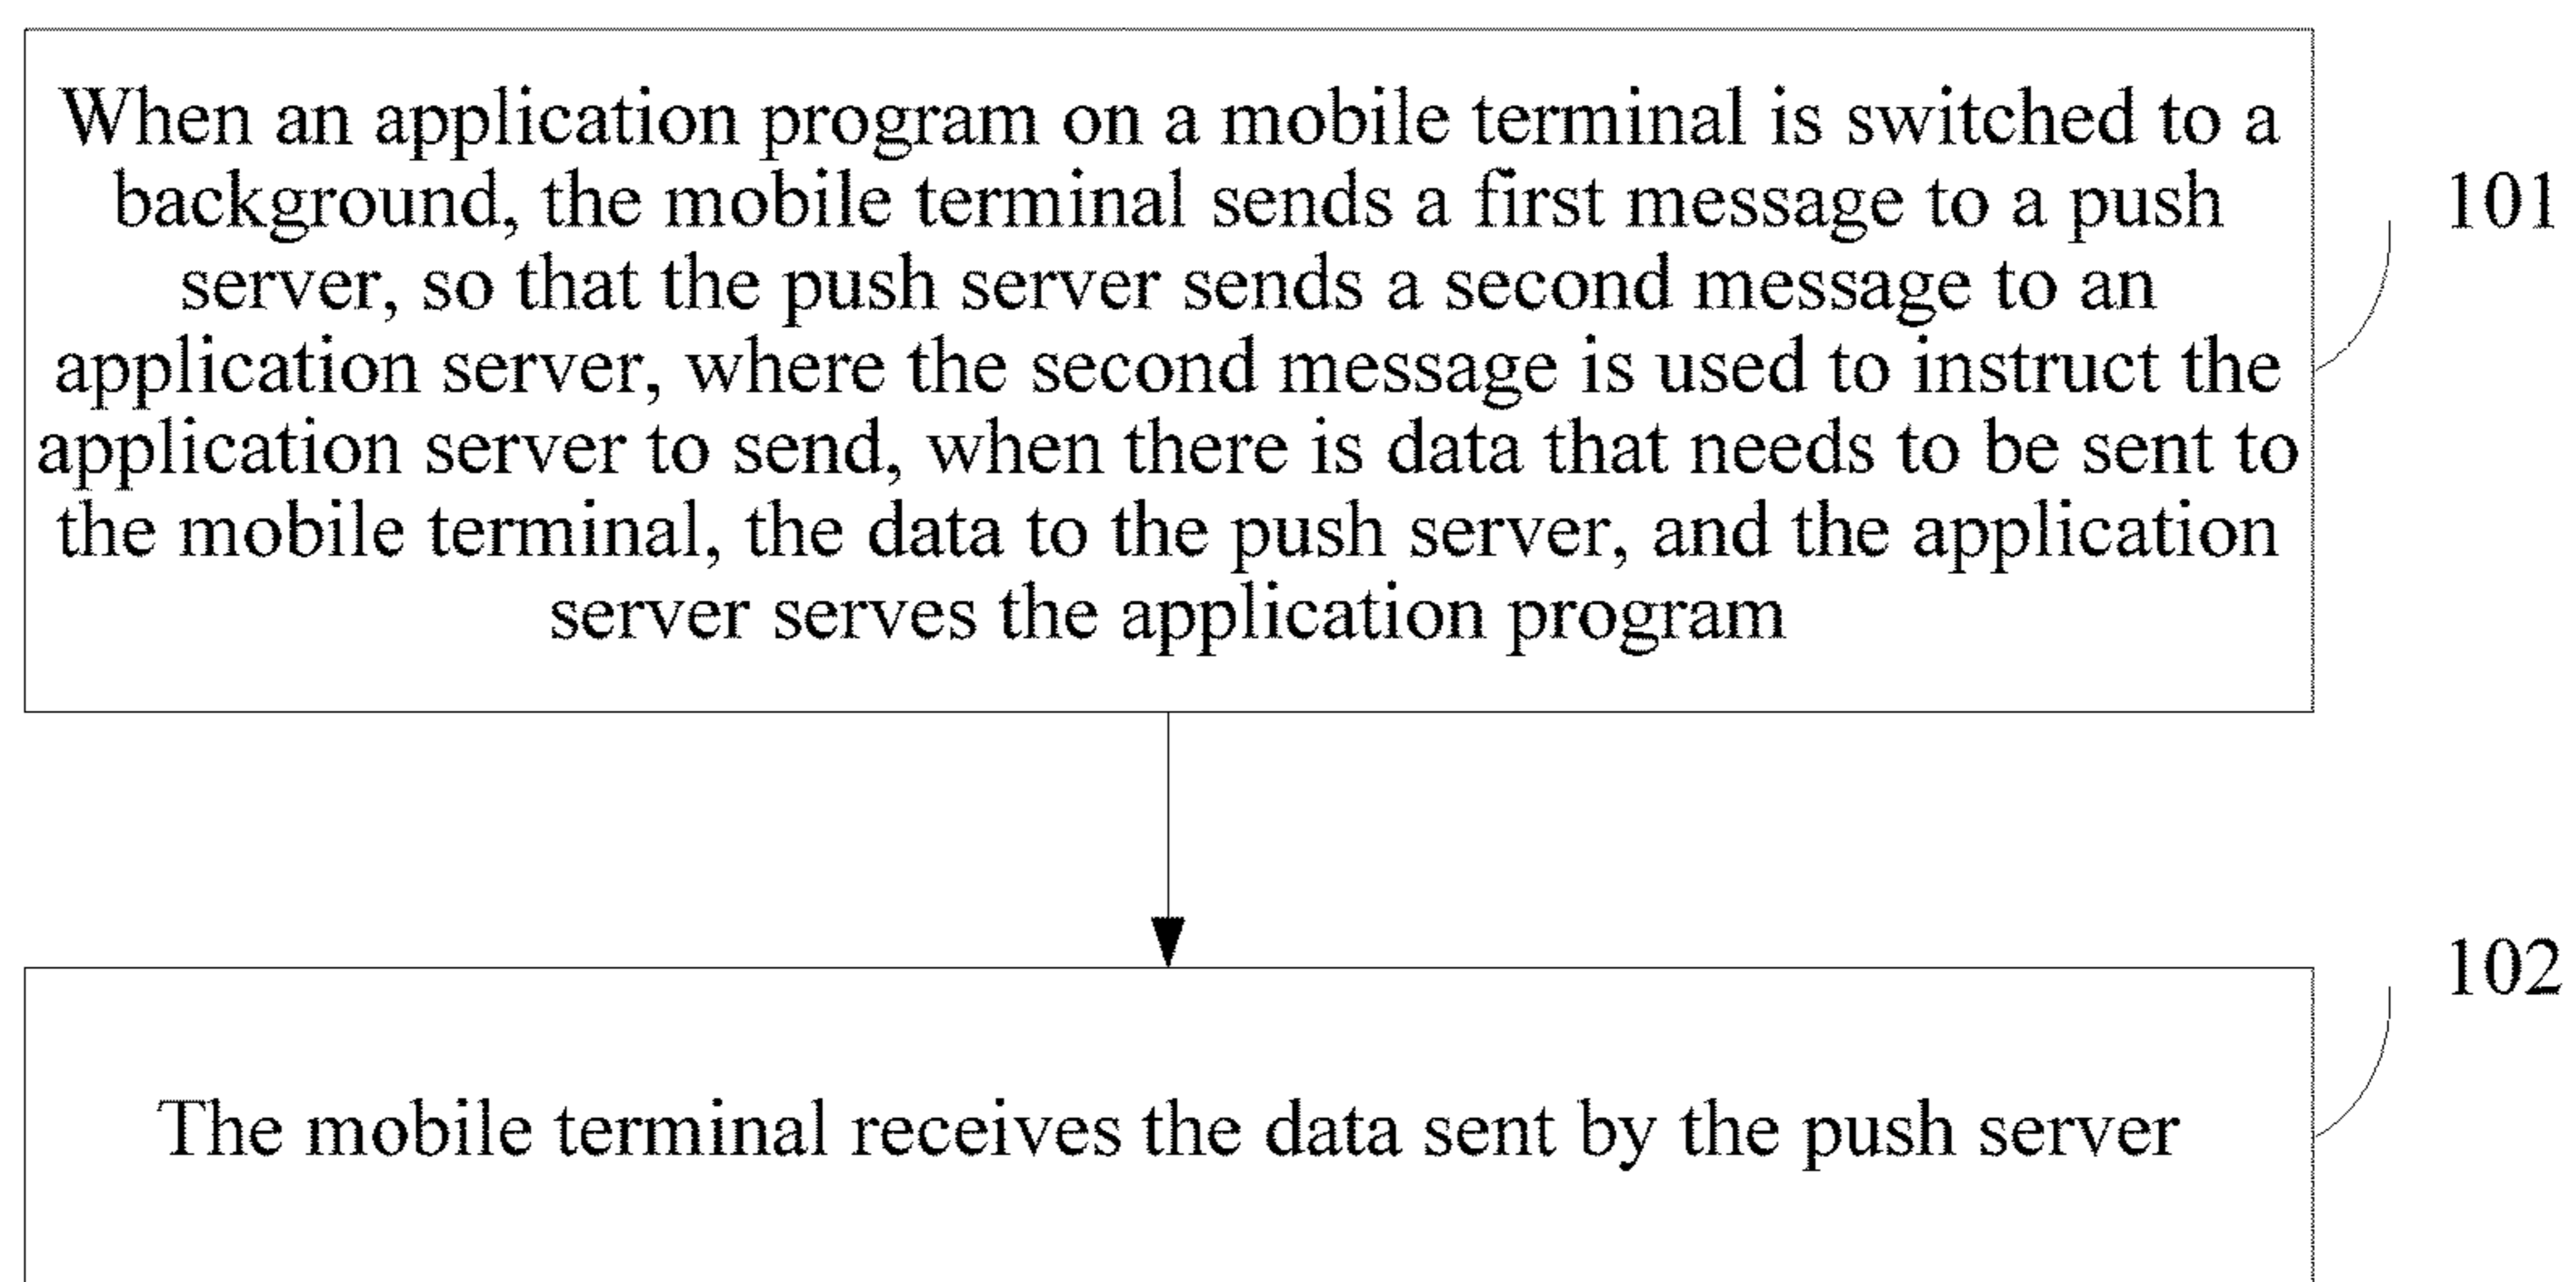 When an application program on a mobile terminal is switched to a
background, the mobile terminal sends a first message to a push
server, so that the push server sends a second message to an
application server, where the second message is used to instruct the
application server to send, when there is data that needs to be sent to
the mobile terminal, the data to the push server, and the application
server serves the application program
101
The mobile terminal receives the data sent by the push server
102